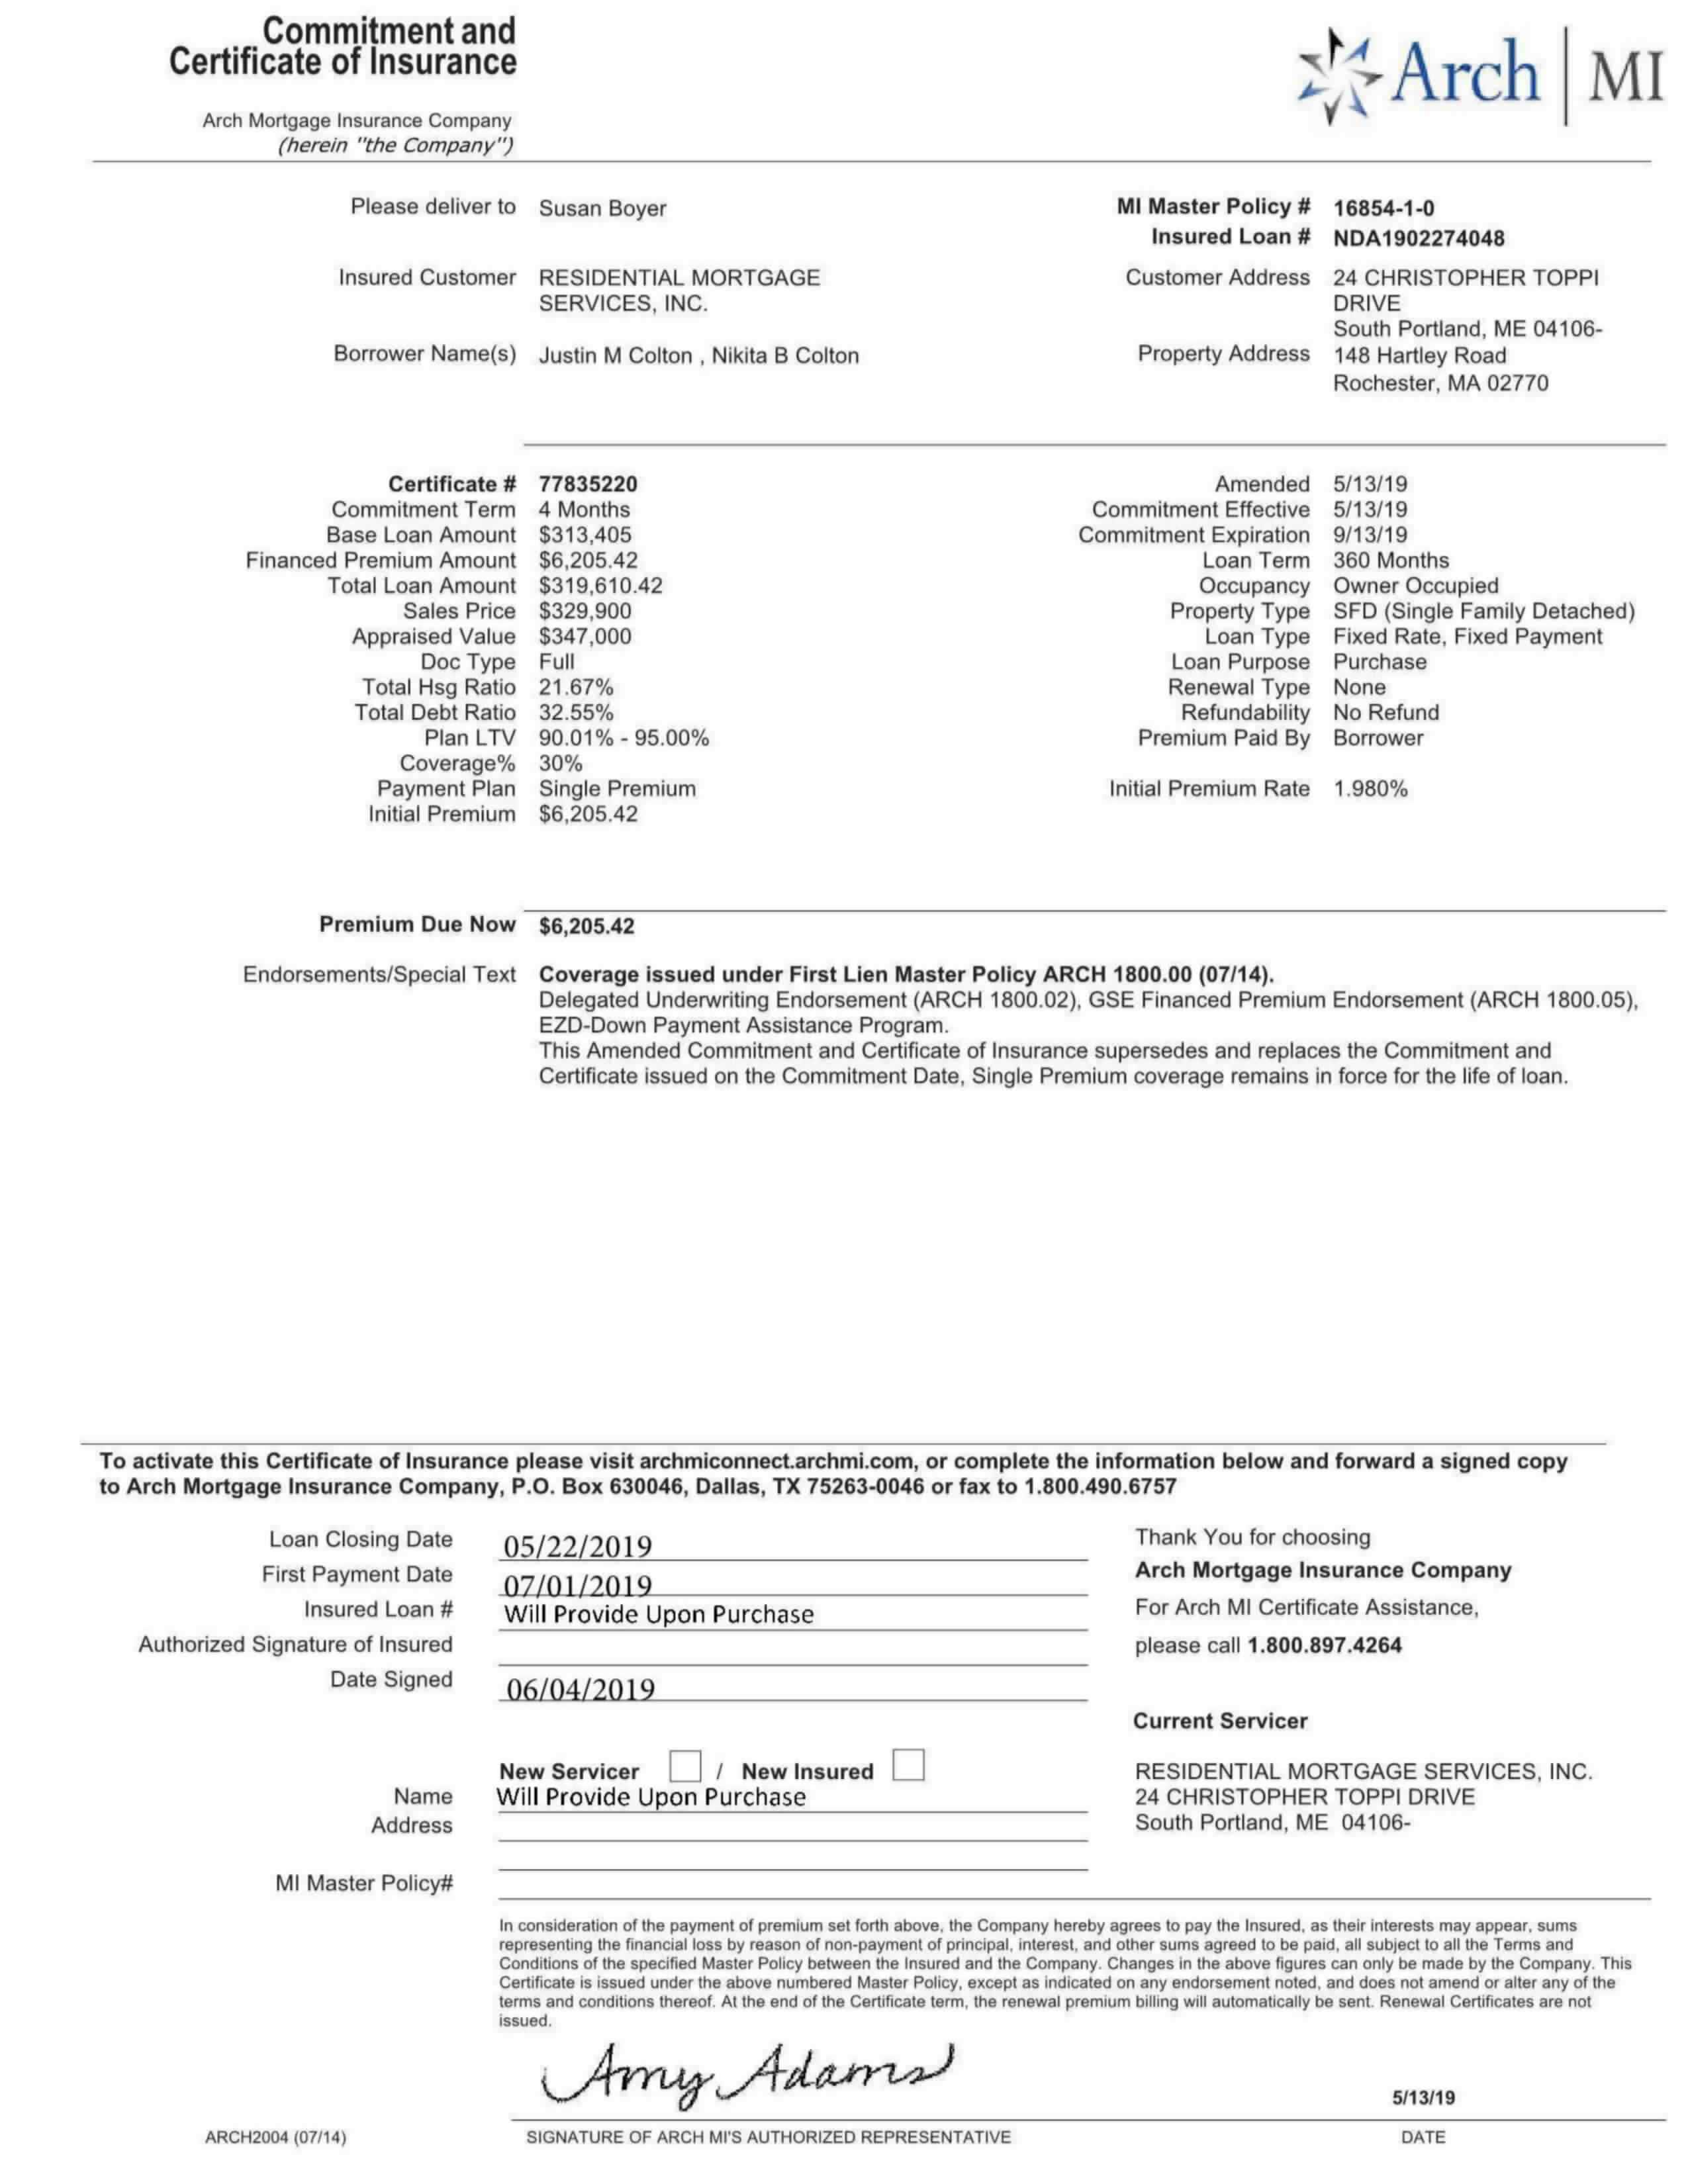 Commitment and
Certificate of Insurance
Arch | MI
Arch Mortgage Insurance Company
(herein "the Company")
Please deliver to Susan Boyer
MI Master Policy # 16854-1-0
Insured Loan # NDA1902274048
Insured Customer RESIDENTIAL MORTGAGE
SERVICES, INC.
Customer Address 24 CHRISTOPHER TOPPI
DRIVE
South Portland, ME 04106-
Borrower Name(s) Justin M Colton , Nikita B Colton
Property Address 148 Hartley Road
Rochester, MA 02770
Certificate # 77835220
Commitment Term 4 Months
Base Loan Amount $313,405
Financed Premium Amount $6,205.42
Total Loan Amount $319,610.42
Sales Price $329,900
Appraised Value $347,000
Doc Type Full
Total Hsg Ratio 21.67%
Total Debt Ratio 32.55%
Plan LTV 90.01% - 95.00%
Coverage% 30%
Payment Plan Single Premium
Initial Premium $6,205.42
Amended 5/13/19
Commitment Effective 5/13/19
Commitment Expiration 9/13/19
Loan Term 360 Months
Occupancy Owner Occupied
Property Type SFD (Single Family Detached)
Loan Type Fixed Rate, Fixed Payment
Loan Purpose Purchase
Renewal Type None
Refundability No Refund
Premium Paid By Borrower
Initial Premium Rate 1.980%
Premium Due Now $6,205.42
Endorsements/Special Text Coverage issued under First Lien Master Policy ARCH 1800.00 (07/14).
Delegated Underwriting Endorsement (ARCH 1800.02), GSE Financed Premium Endorsement (ARCH 1800.05),
EZD-Down Payment Assistance Program.
This Amended Commitment and Certificate of Insurance supersedes and replaces the Commitment and
Certificate issued on the Commitment Date, Single Premium coverage remains in force for the life of loan.
To activate this Certificate of Insurance please visit archmiconnect.archmi.com, or complete the information below and forward a signed copy
to Arch Mortgage Insurance Company, P.O. Box 630046, Dallas, TX 75263-0046 or fax to 1.800.490.6757
Loan Closing Date 05/22/2019
First Payment Date 07/01/2019
Insured Loan # Will Provide Upon Purchase
Authorized Signature of Insured
Date Signed 06/04/2019
Thank You for choosing
Arch Mortgage Insurance Company
For Arch MI Certificate Assistance,
please call 1.800.897.4264
Current Servicer
RESIDENTIAL MORTGAGE SERVICES, INC.
24 CHRISTOPHER TOPPI DRIVE
South Portland, ME 04106-
New Servicer / New Insured
Name Will Provide Upon Purchase
Address
MI Master Policy#
In consideration of the payment of premium set forth above, the Company hereby agrees to pay the Insured, as their interests may appear, sums
representing the financial loss by reason of non-payment of principal, interest, and other sums agreed to be paid, all subject to all the Terms and
Conditions of the specified Master Policy between the Insured and the Company. Changes in the above figures can only be made by the Company. This
Certificate is issued under the above numbered Master Policy, except as indicated on any endorsement noted, and does not amend or alter any of the
terms and conditions thereof. At the end of the Certificate term, the renewal premium billing will automatically be sent. Renewal Certificates are not
issued.
Amy Adams
5/13/19
ARCH2004 (07/14)
SIGNATURE OF ARCH MI'S AUTHORIZED REPRESENTATIVE
DATE